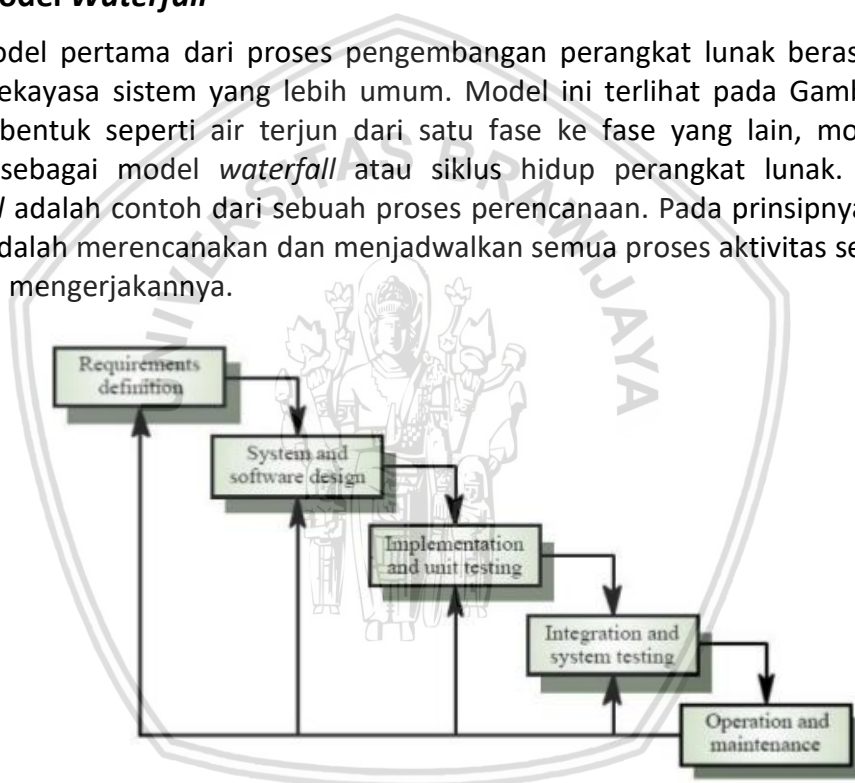 odel Waterfall
odel pertama dari proses pengembangan perangkat lunak beras
ekayasa sistem yang lebih umum. Model ini terlihat pada Gamb
bentuk seperti air terjun dari satu fase ke fase yang lain, mo
sebagai model waterfall atau siklus hidup perangkat lunak.
l adalah contoh dari sebuah proses perencanaan. Pada prinsipnya
dalah merencanakan dan menjadwalkan semua proses aktivitas se
mengerjakannya.
UNIVERSITAS BRAWIJAYA
Requirements
definition
System and
software design
Implementation
and unit testing
Integration and
system testing
Operation and
maintenance